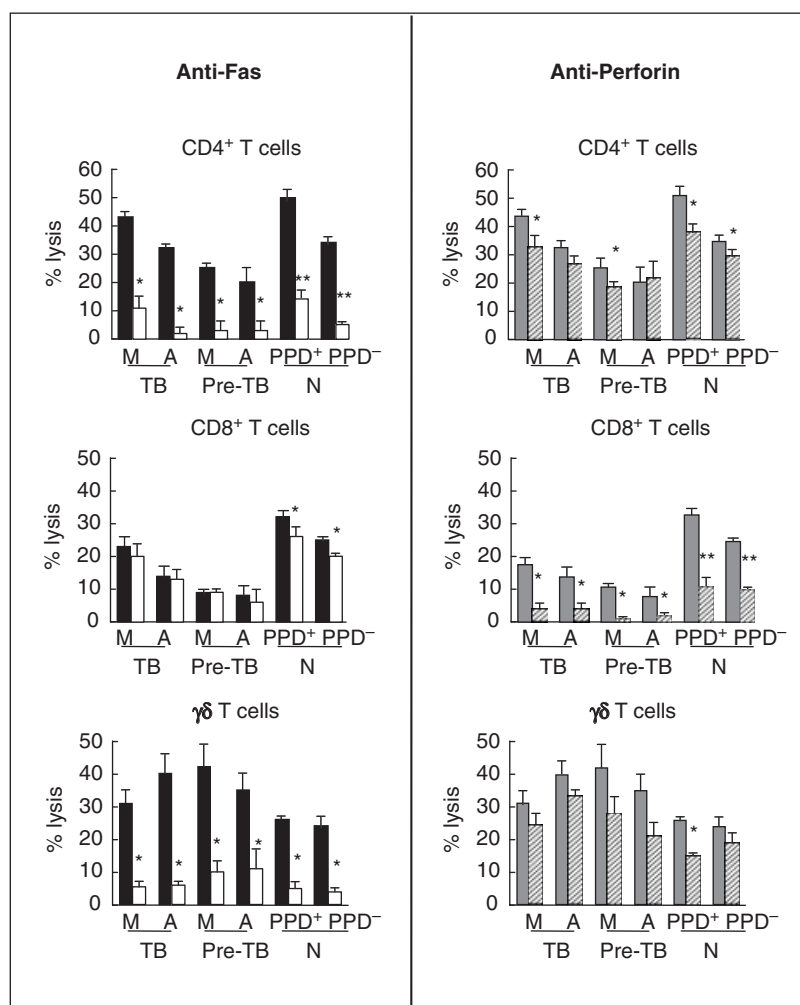 Anti-Fas
CD4+ T cells
% lysis
60
50
40
30
20
10
0
* * * * ** **
M A M A PPD+ PPD−
TB Pre-TB N
CD8+ T cells
% lysis
50
40
30
20
10
0
* *
M A M A PPD+ PPD−
TB Pre-TB N
γδ T cells
% lysis
50
40
30
20
10
0
* * * * * *
M A M A PPD+ PPD−
TB Pre-TB N
Anti-Perforin
CD4+ T cells
% lysis
60
50
40
30
20
10
0
* * * *
M A M A PPD+ PPD−
TB Pre-TB N
CD8+ T cells
% lysis
50
40
30
20
10
0
* * * * ** **
M A M A PPD+ PPD−
TB Pre-TB N
γδ T cells
% lysis
50
40
30
20
10
0
*
M A M A PPD+ PPD−
TB Pre-TB N